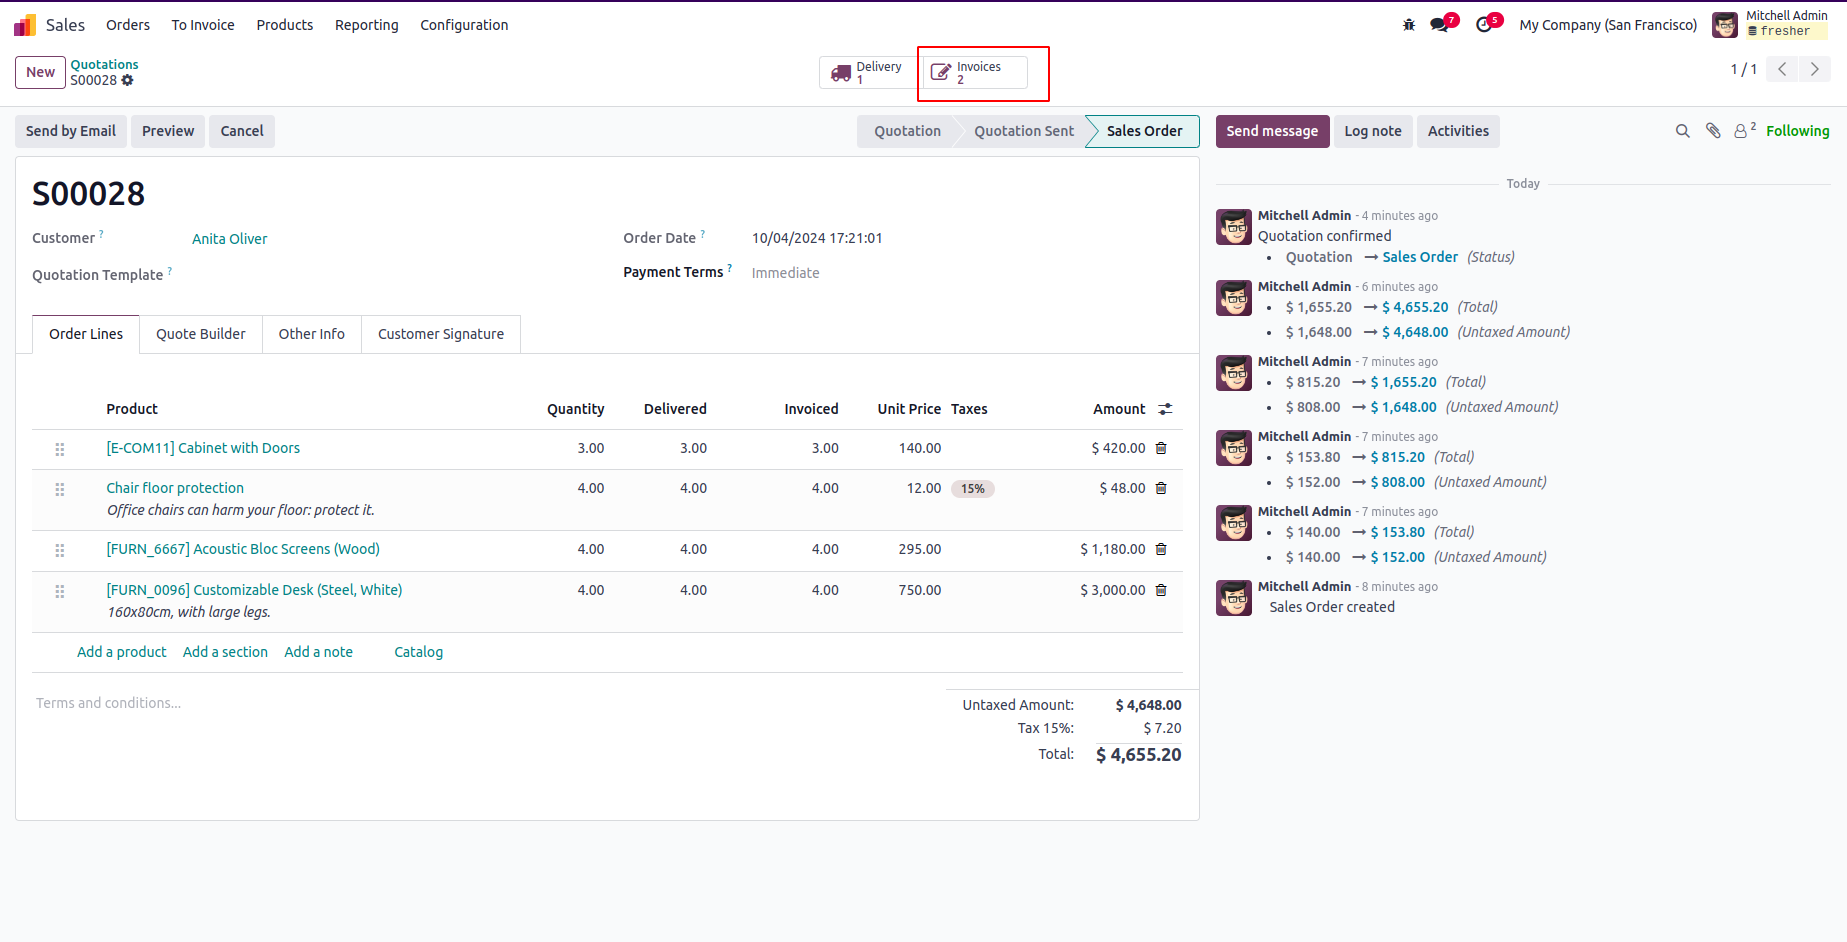 Sales Orders To Invoice Products Reporting Configuration 7 5 My Company (San Francisco) Mitchell Admin
fresher
New Quotations
S00028
Delivery
1
Invoices
2
1 / 1
Send by Email Preview Cancel Quotation Quotation Sent Sales Order Send message Log note Activities 2 Following
S00028
Customer ? Anita Oliver Order Date ? 10/04/2024 17:21:01
Quotation Template ? Payment Terms ? Immediate
Order Lines Quote Builder Other Info Customer Signature
Product Quantity Delivered Invoiced Unit Price Taxes Amount
[E-COM11] Cabinet with Doors 3.00 3.00 3.00 140.00 $ 420.00
Chair floor protection 4.00 4.00 4.00 12.00 15% $ 48.00
Office chairs can harm your floor: protect it.
[FURN_6667] Acoustic Bloc Screens (Wood) 4.00 4.00 4.00 295.00 $ 1,180.00
[FURN_0096] Customizable Desk (Steel, White) 4.00 4.00 4.00 750.00 $ 3,000.00
160x80cm, with large legs.
Add a product Add a section Add a note Catalog
Terms and conditions...
Untaxed Amount: $ 4,648.00
Tax 15%: $ 7.20
Total: $ 4,655.20
Today
Mitchell Admin - 4 minutes ago
Quotation confirmed
• Quotation → Sales Order (Status)
Mitchell Admin - 6 minutes ago
• $ 1,655.20 → $ 4,655.20 (Total)
• $ 1,648.00 → $ 4,648.00 (Untaxed Amount)
Mitchell Admin - 7 minutes ago
• $ 815.20 → $ 1,655.20 (Total)
• $ 808.00 → $ 1,648.00 (Untaxed Amount)
Mitchell Admin - 7 minutes ago
• $ 153.80 → $ 815.20 (Total)
• $ 152.00 → $ 808.00 (Untaxed Amount)
Mitchell Admin - 7 minutes ago
• $ 140.00 → $ 153.80 (Total)
• $ 140.00 → $ 152.00 (Untaxed Amount)
Mitchell Admin - 8 minutes ago
Sales Order created